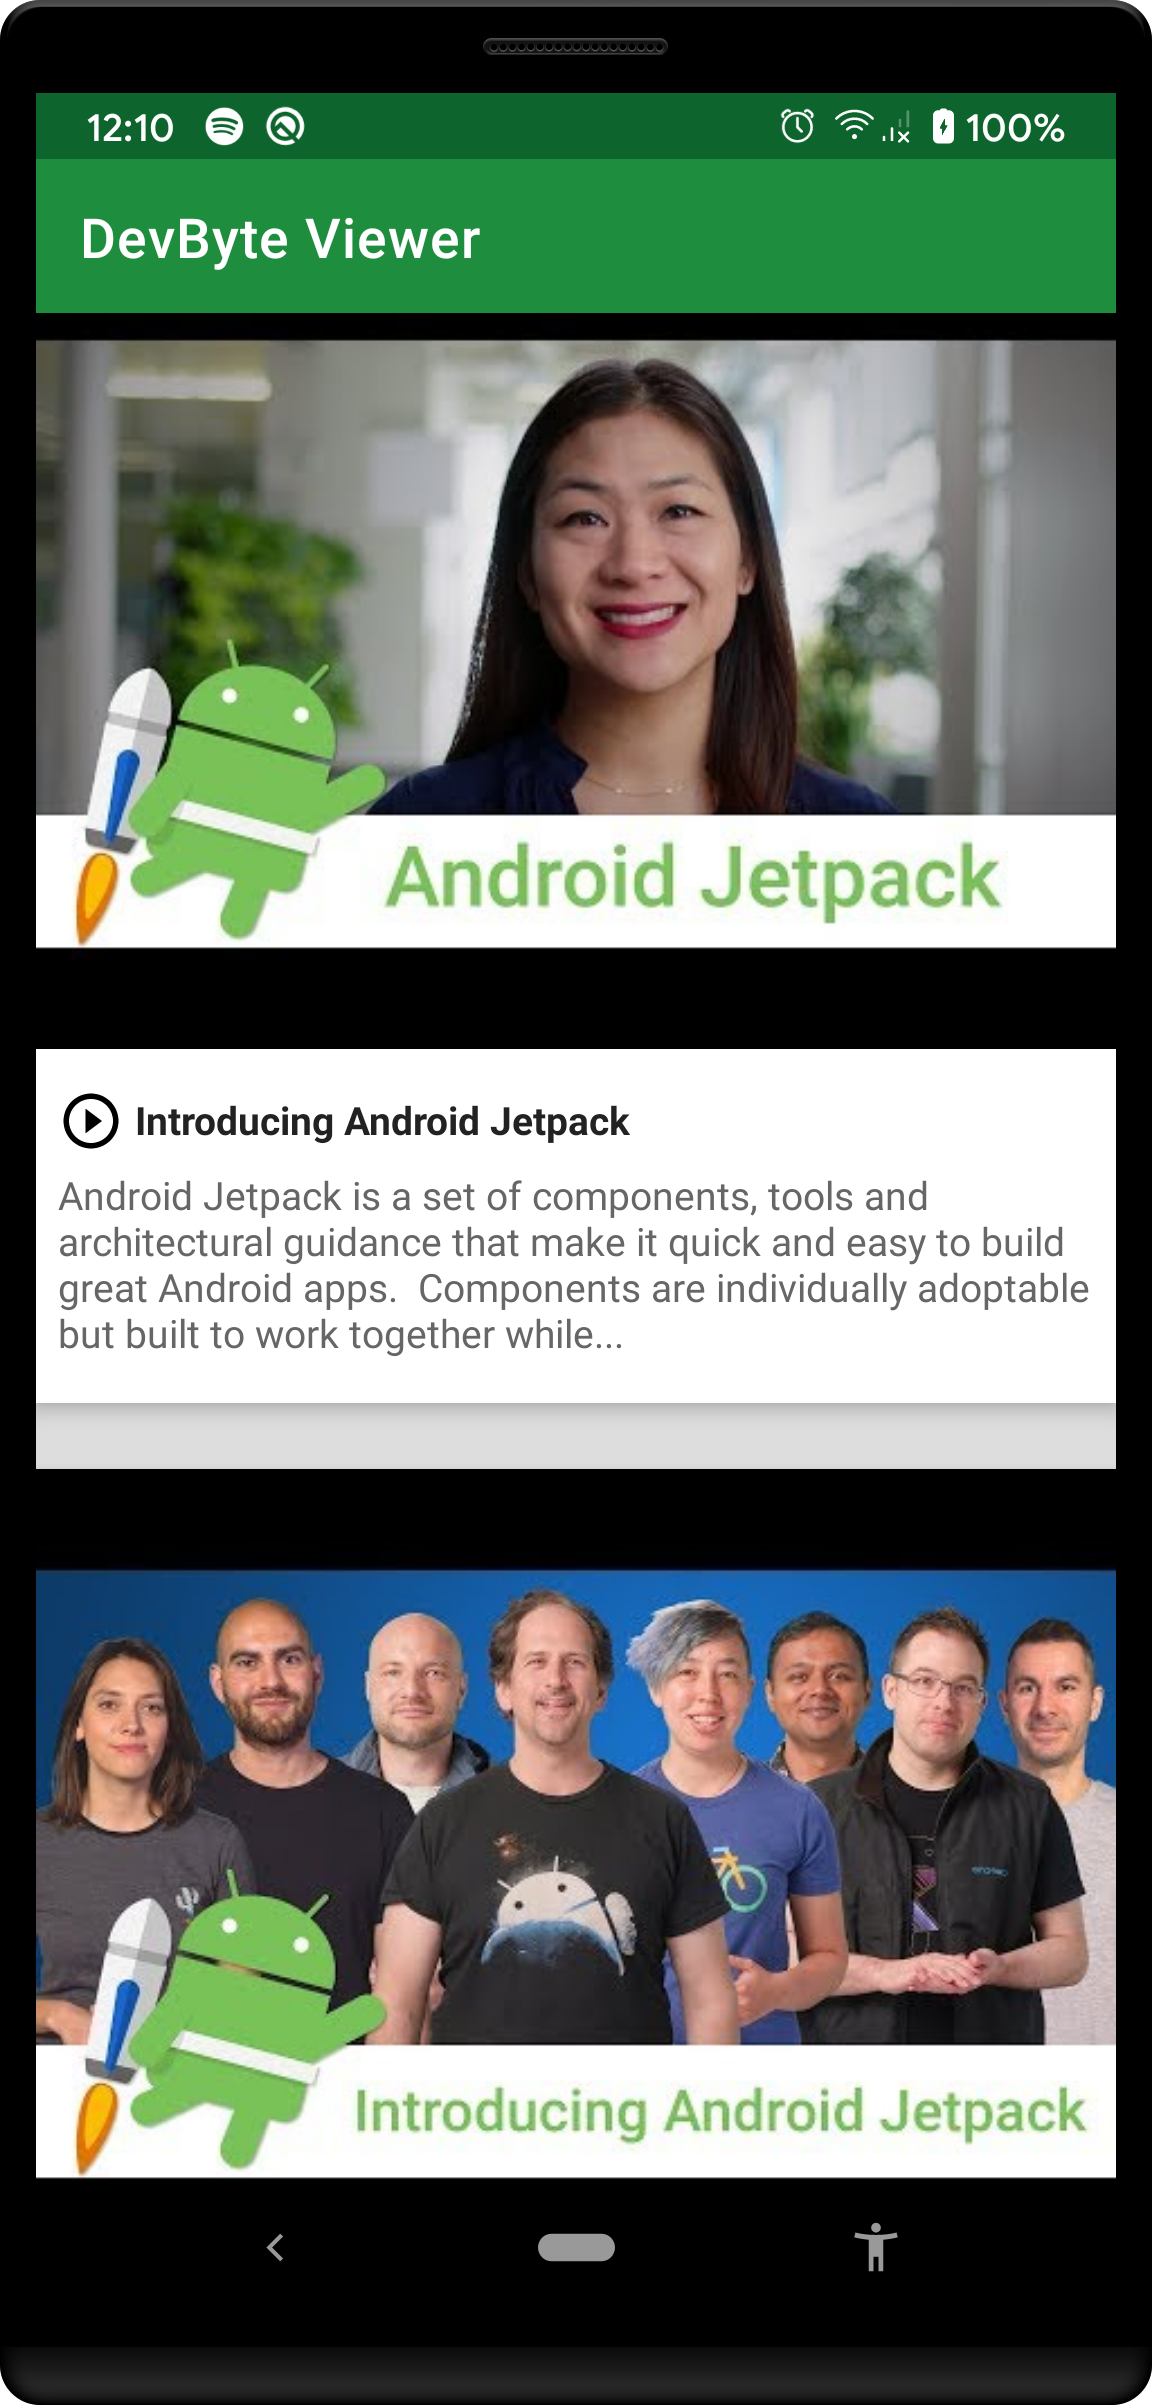 12:10
100%
DevByte Viewer
Android Jetpack
Introducing Android Jetpack
Android Jetpack is a set of components, tools and
architectural guidance that make it quick and easy to build
great Android apps.  Components are individually adoptable
but built to work together while...
Introducing Android Jetpack